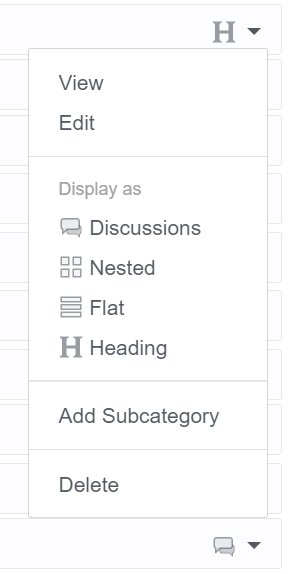 H
View
Edit
Display as
Discussions
Nested
Flat
H Heading
Add Subcategory
Delete